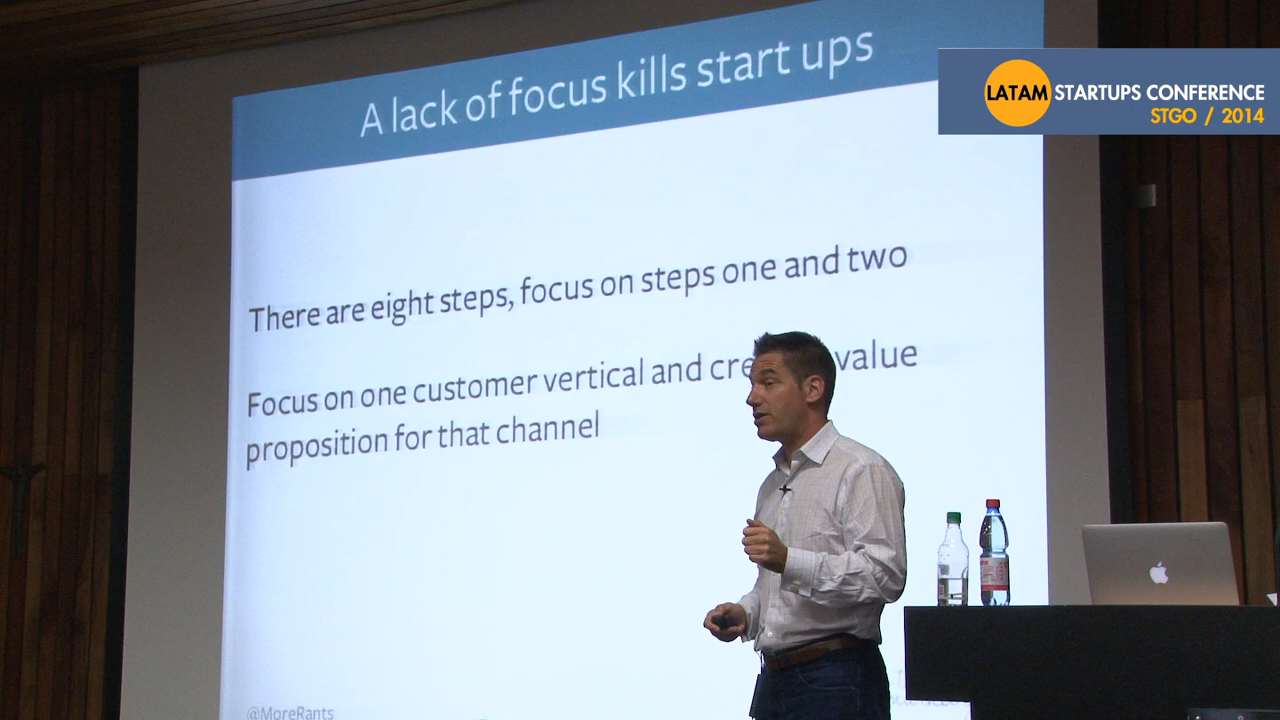 A lack of focus kills start ups
LATAM STARTUPS CONFERENCE
STGO / 2014
There are eight steps, focus on steps one and two
Focus on one customer vertical and value
proposition for that channel
@MoreRants